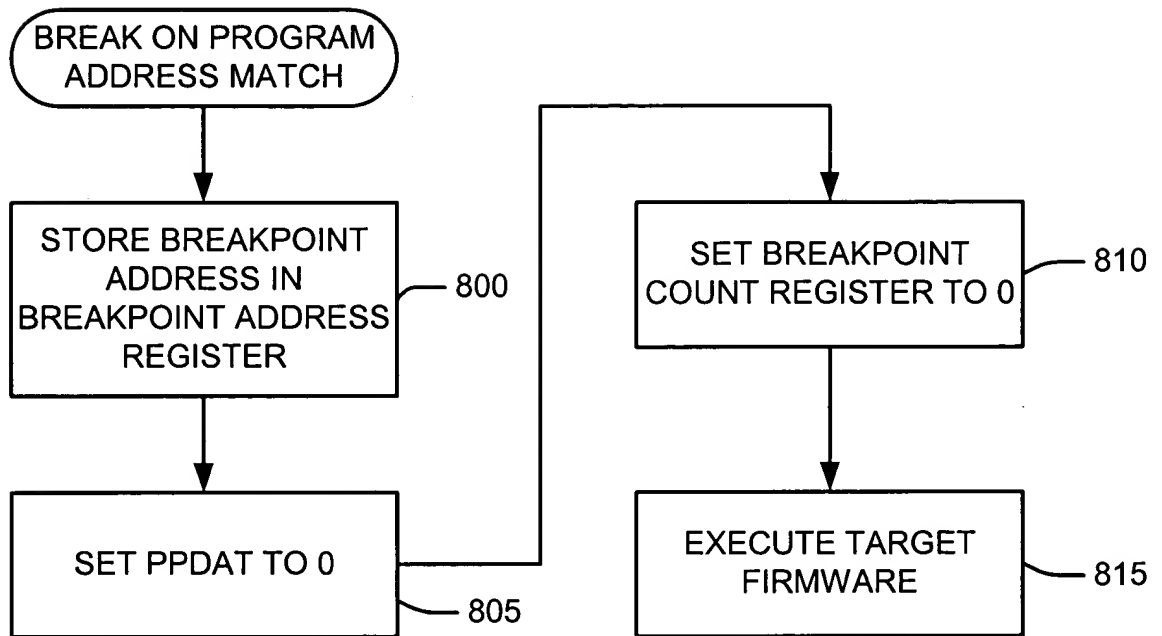 BREAK ON PROGRAM
ADDRESS MATCH
STORE BREAKPOINT
ADDRESS IN
BREAKPOINT ADDRESS
REGISTER
800
SET PPDAT TO 0
805
SET BREAKPOINT
COUNT REGISTER TO 0
810
EXECUTE TARGET
FIRMWARE
815